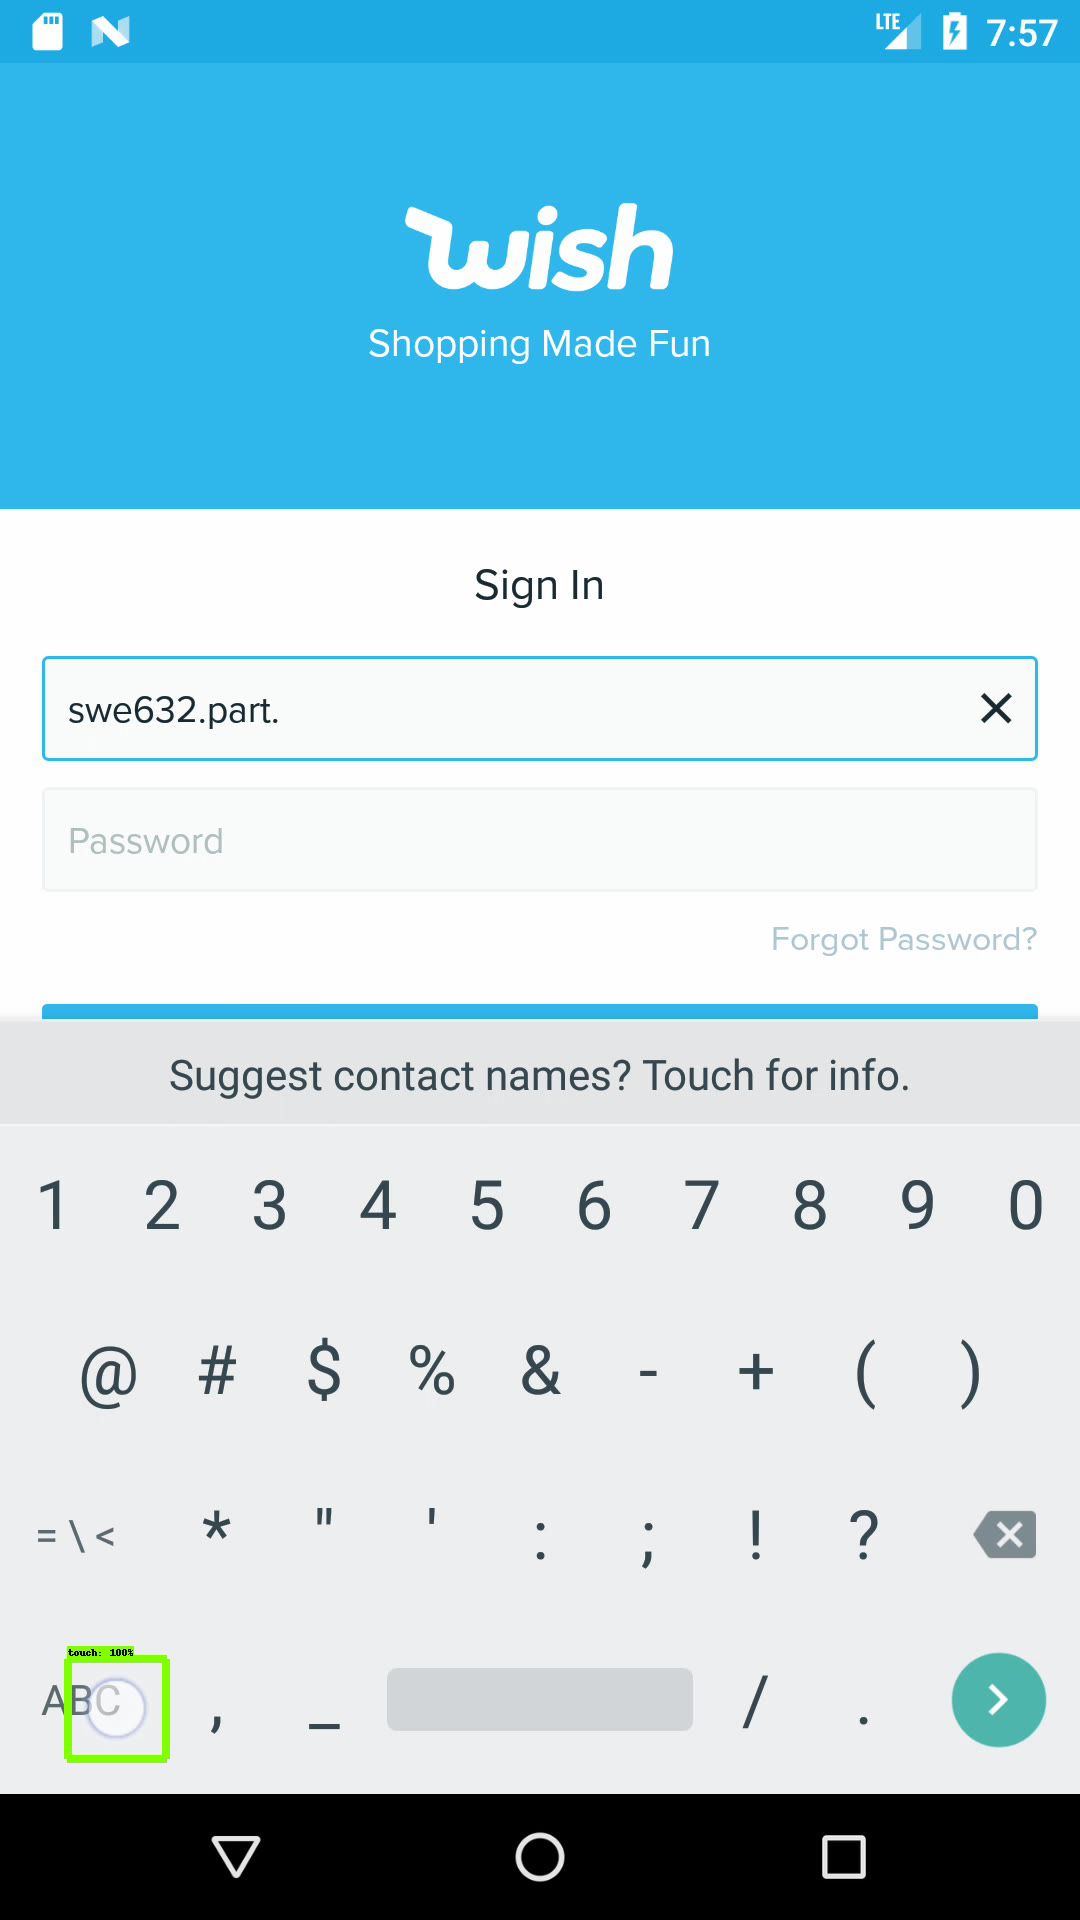 LTE 7:57
wish
Shopping Made Fun
Sign In
swe632.part.
Password
Forgot Password?
Suggest contact names? Touch for info.
1 2 3 4 5 6 7 8 9 0
@ # $ % & - + ( )
= \ < * " ' : ; ! ?
touch: 100%
ABC , _ / .